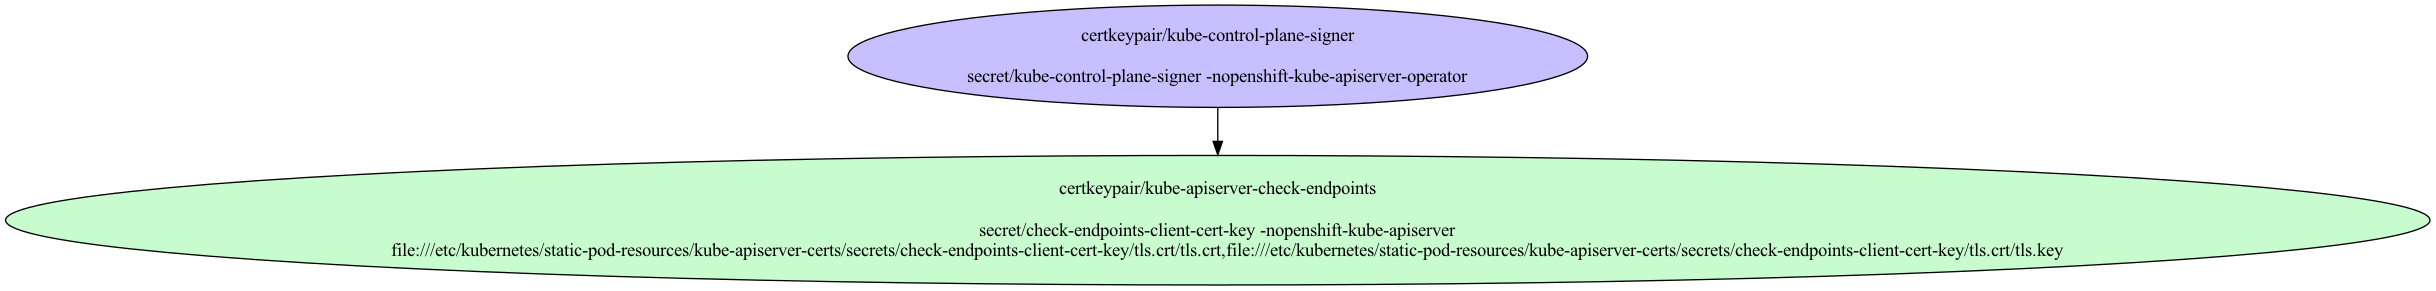 certkeypair/kube-control-plane-signer
secret/kube-control-plane-signer -nopenshift-kube-apiserver-operator
certkeypair/kube-apiserver-check-endpoints
secret/check-endpoints-client-cert-key -nopenshift-kube-apiserver
file:///etc/kubernetes/static-pod-resources/kube-apiserver-certs/secrets/check-endpoints-client-cert-key/tls.crt/tls.crt,file:///etc/kubernetes/static-pod-resources/kube-apiserver-certs/secrets/check-endpoints-client-cert-key/tls.crt/tls.key